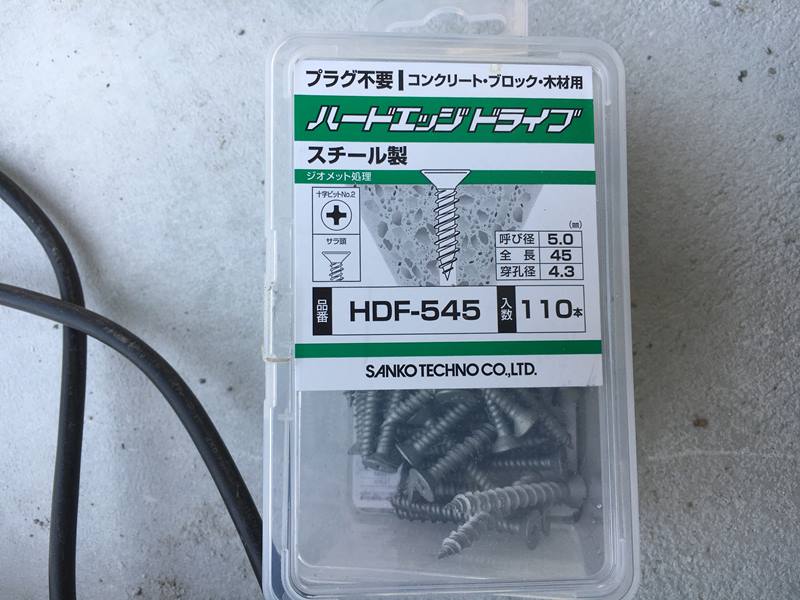 プラグ不要 コンクリート・ブロック・木材用
ハードエッジドライブ
スチール製
ジオメット処理
十字ビットNo.2
サラ頭
(㎜)
呼び径 5.0
全長 45
穿孔径 4.3
品番 HDF-545 入数 110本
SANKO TECHNO CO.,LTD.